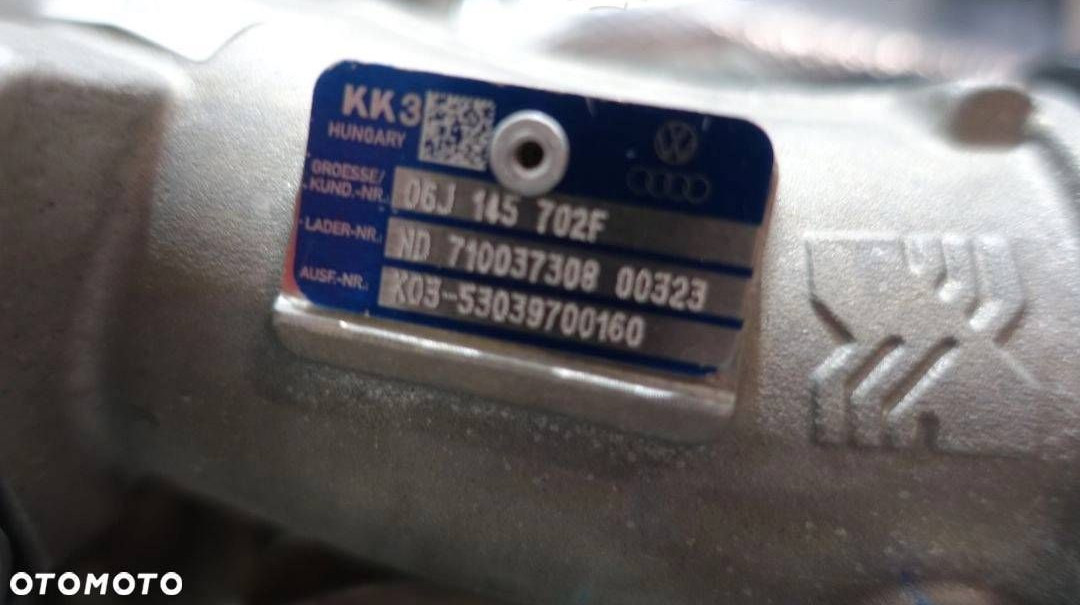 KK3
HUNGARY
GROESSE/
KUND.-NR.: 06J 145 702F
LADER-NR.: ND 710037308 00323
AUSF.-NR.: K03-53039700160
OTOMOTO